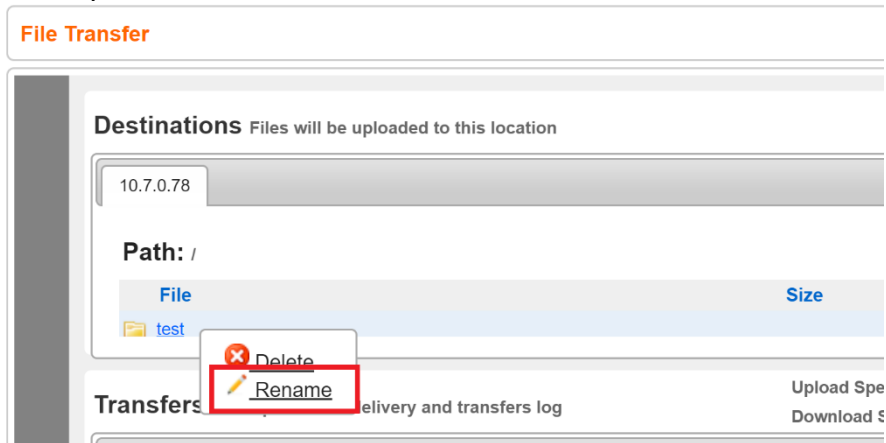 File Transfer
Destinations Files will be uploaded to this location
10.7.0.78
Path: /
File Size
test
Delete
Rename
Transfers elivery and transfers log
Upload Spe
Download S